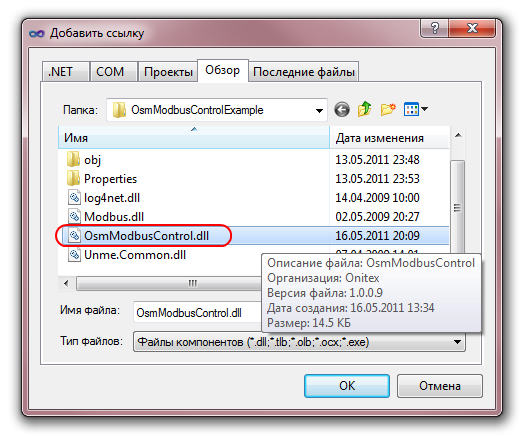 Добавить ссылку
.NET COM Проекты Обзор Последние файлы
Папка: OsmModbusControlExample
Имя Дата изменения
obj 13.05.2011 23:48
Properties 13.05.2011 23:53
log4net.dll 14.04.2009 10:00
Modbus.dll 02.05.2009 20:27
OsmModbusControl.dll 16.05.2011 20:09
Unme.Common.dll
Описание файла: OsmModbusControl
Организация: Onitex
Версия файла: 1.0.0.9
Дата создания: 16.05.2011 13:34
Размер: 14.5 КБ
Имя файла: OsmModbusControl.dll
Тип файлов: Файлы компонентов (*.dll;*.tlb;*.olb;*.ocx;*.exe)
OK Отмена